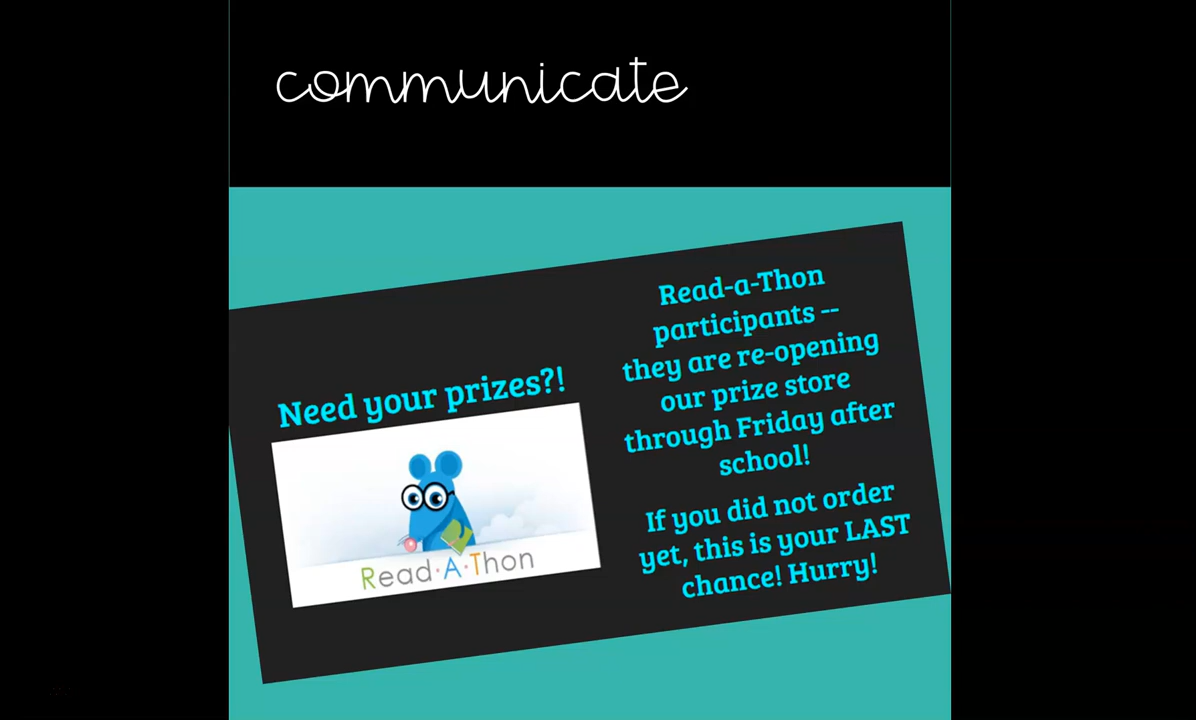 communicate
Need your prizes?!
Read·A·Thon
Read-a-Thon
participants --
they are re-opening
our prize store
through Friday after
school!
If you did not order
yet, this is your LAST
chance! Hurry!